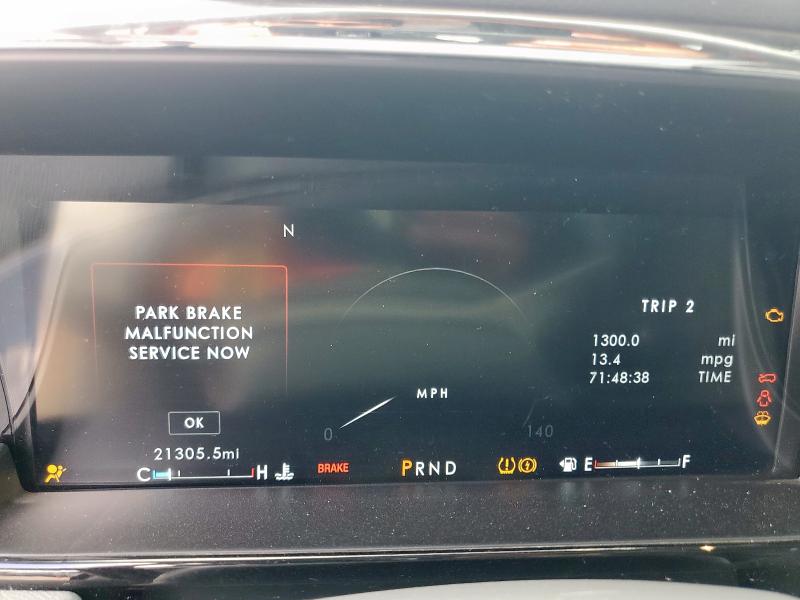 N
PARK BRAKE
MALFUNCTION
SERVICE NOW
OK
TRIP 2
1300.0 mi
13.4 mpg
71:48:38 TIME
MPH
0
140
21305.5mi
C H
BRAKE
PRND
E F